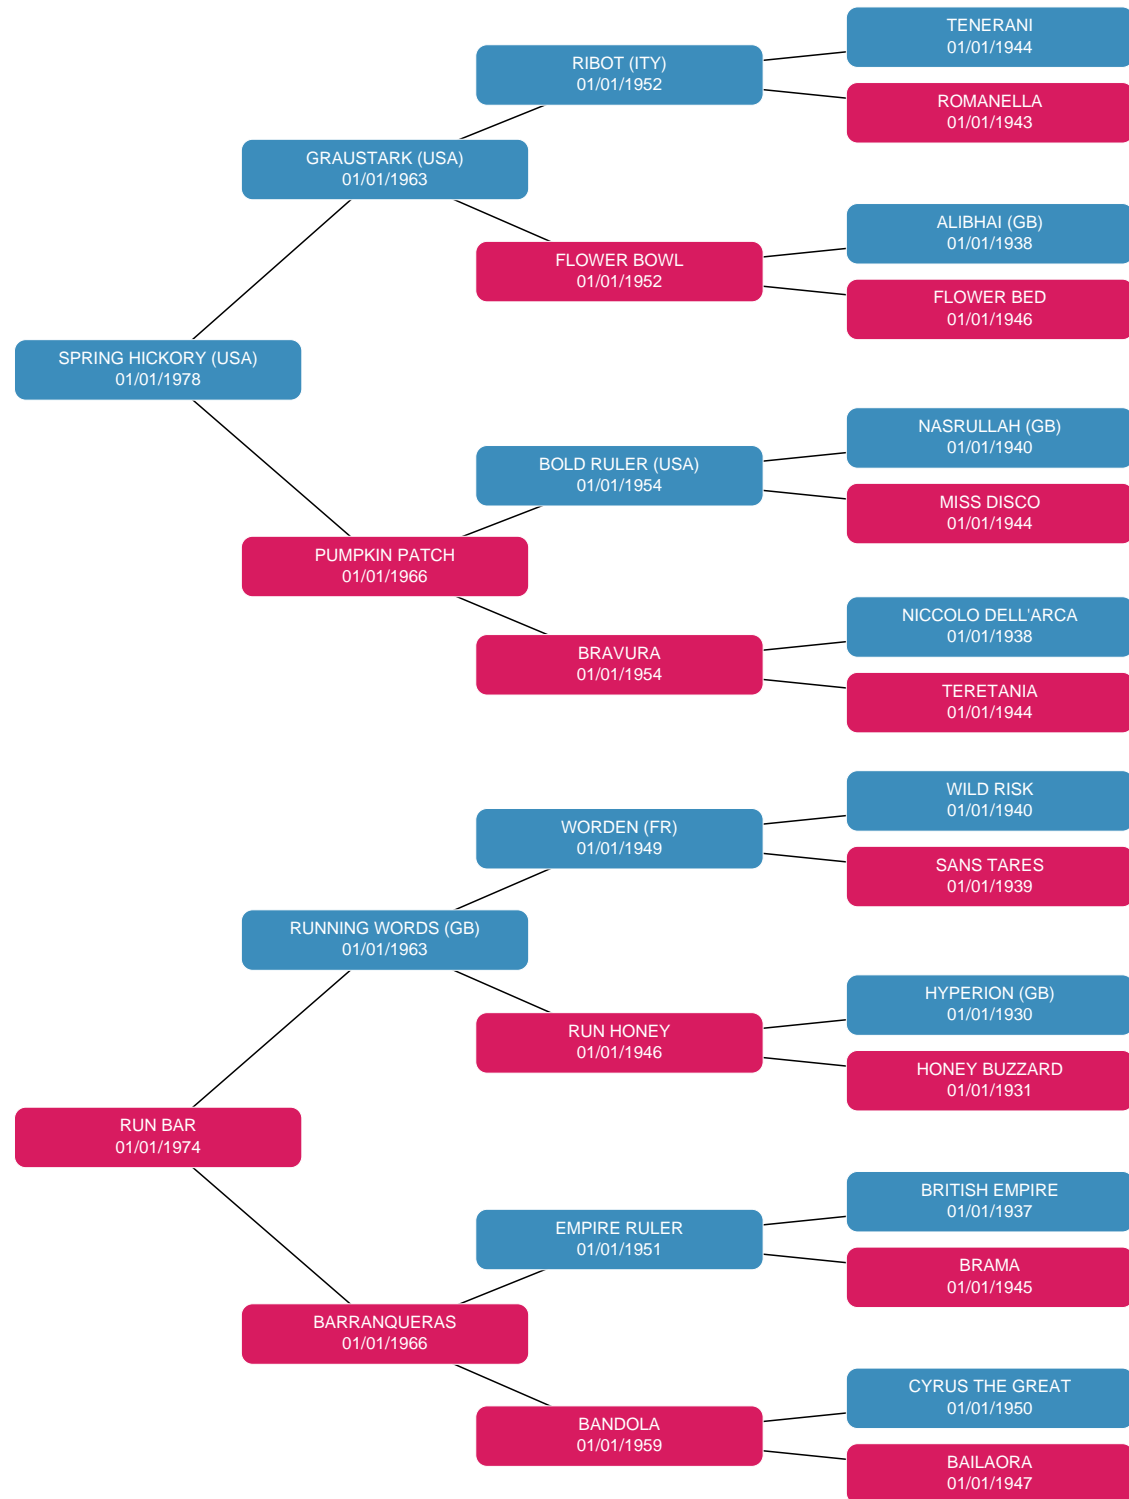 TENERANI
01/01/1944
RIBOT (ITY)
01/01/1952
ROMANELLA
01/01/1943
GRAUSTARK (USA)
01/01/1963
ALIBHAI (GB)
01/01/1938
FLOWER BOWL
01/01/1952
FLOWER BED
01/01/1946
SPRING HICKORY (USA)
01/01/1978
NASRULLAH (GB)
01/01/1940
BOLD RULER (USA)
01/01/1954
MISS DISCO
01/01/1944
PUMPKIN PATCH
01/01/1966
NICCOLO DELL'ARCA
01/01/1938
BRAVURA
01/01/1954
TERETANIA
01/01/1944
WILD RISK
01/01/1940
WORDEN (FR)
01/01/1949
SANS TARES
01/01/1939
RUNNING WORDS (GB)
01/01/1963
HYPERION (GB)
01/01/1930
RUN HONEY
01/01/1946
HONEY BUZZARD
01/01/1931
RUN BAR
01/01/1974
BRITISH EMPIRE
01/01/1937
EMPIRE RULER
01/01/1951
BRAMA
01/01/1945
BARRANQUERAS
01/01/1966
CYRUS THE GREAT
01/01/1950
BANDOLA
01/01/1959
BAILAORA
01/01/1947